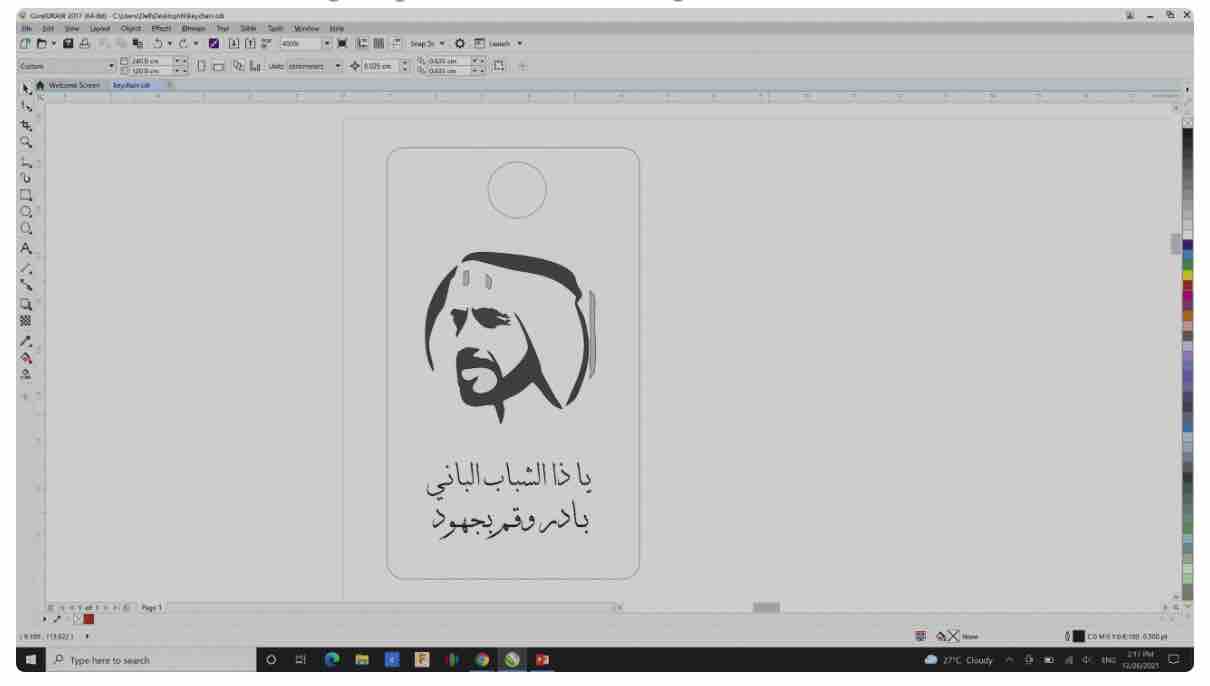 CorelDRAW 2017 (64-Bit) - C:\Users\Dell\Desktop\N\keychain.cdr
File Edit View Layout Object Effects Bitmaps Text Table Tools Window Help
4000% Snap To Launch
Custom 240.0 cm 120.0 cm Units: centimeters 0.025 cm 0.635 cm 0.635 cm
Welcome Screen keychain.cdr
يا ذا الشباب الباني
بادر وقم بجهود
1 of 1 Page 1
None C:0 M:0 Y:0 K:100 0.500 pt
Type here to search
27°C Cloudy ENG 2:17 PM
12/26/2021